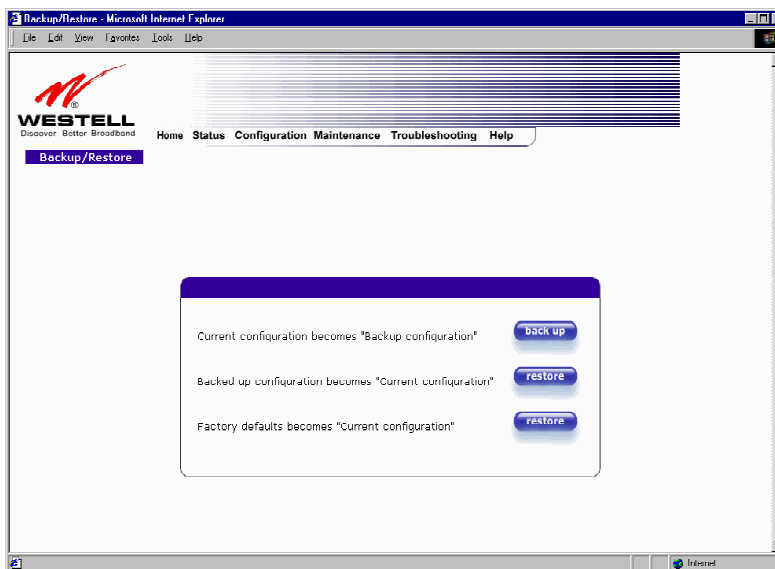 Backup/Restore - Microsoft Internet Explorer
File Edit View Favorites Tools Help
®
WESTELL
Discover Better Broadband
Home Status Configuration Maintenance Troubleshooting Help
Backup/Restore
Current configuration becomes "Backup configuration"
back up
Backed up configuration becomes "Current configuration"
restore
Factory defaults becomes "Current configuration"
restore
Internet